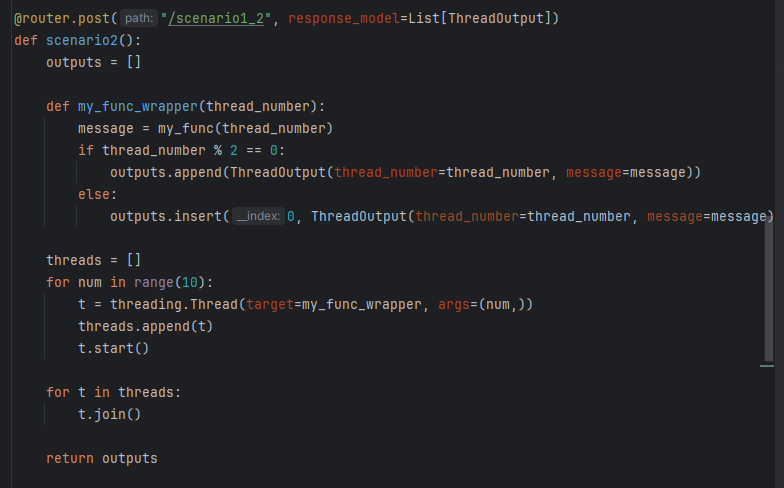 @router.post(path: "/scenario1_2", response_model=List[ThreadOutput])
def scenario2():
    outputs = []

    def my_func_wrapper(thread_number):
        message = my_func(thread_number)
        if thread_number % 2 == 0:
            outputs.append(ThreadOutput(thread_number=thread_number, message=message))
        else:
            outputs.insert(__index: 0, ThreadOutput(thread_number=thread_number, message=message)

    threads = []
    for num in range(10):
        t = threading.Thread(target=my_func_wrapper, args=(num,))
        threads.append(t)
        t.start()

    for t in threads:
        t.join()

    return outputs